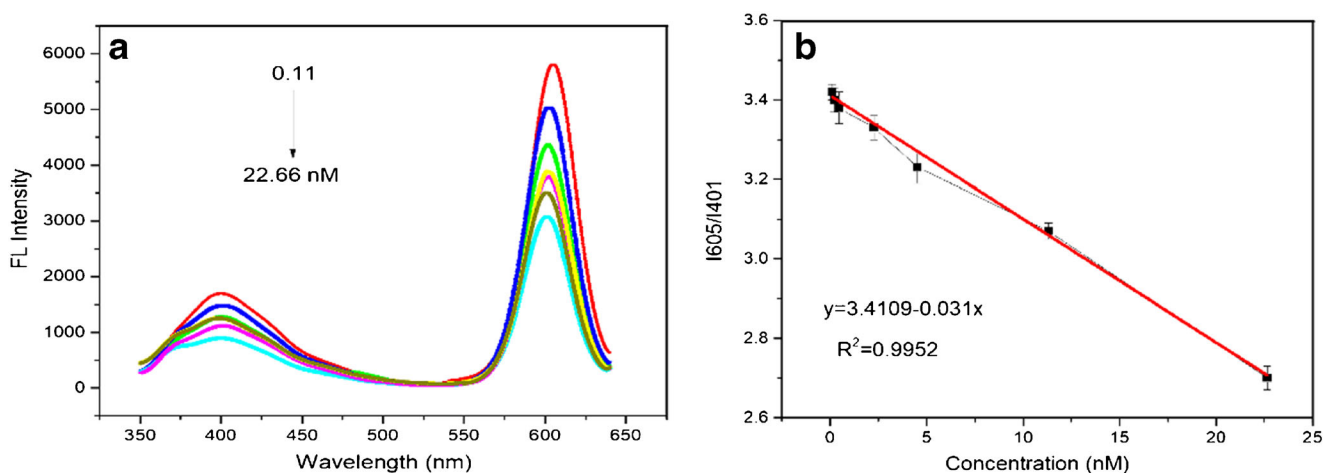 a
0.11
22.66 nM
FL Intensity
6000
5000
4000
3000
2000
1000
0
350 400 450 500 550 600 650
Wavelength (nm)
b
I605/I401
3.6
3.4
3.2
3.0
2.8
2.6
y=3.4109-0.031x
R²=0.9952
0 5 10 15 20 25
Concentration (nM)